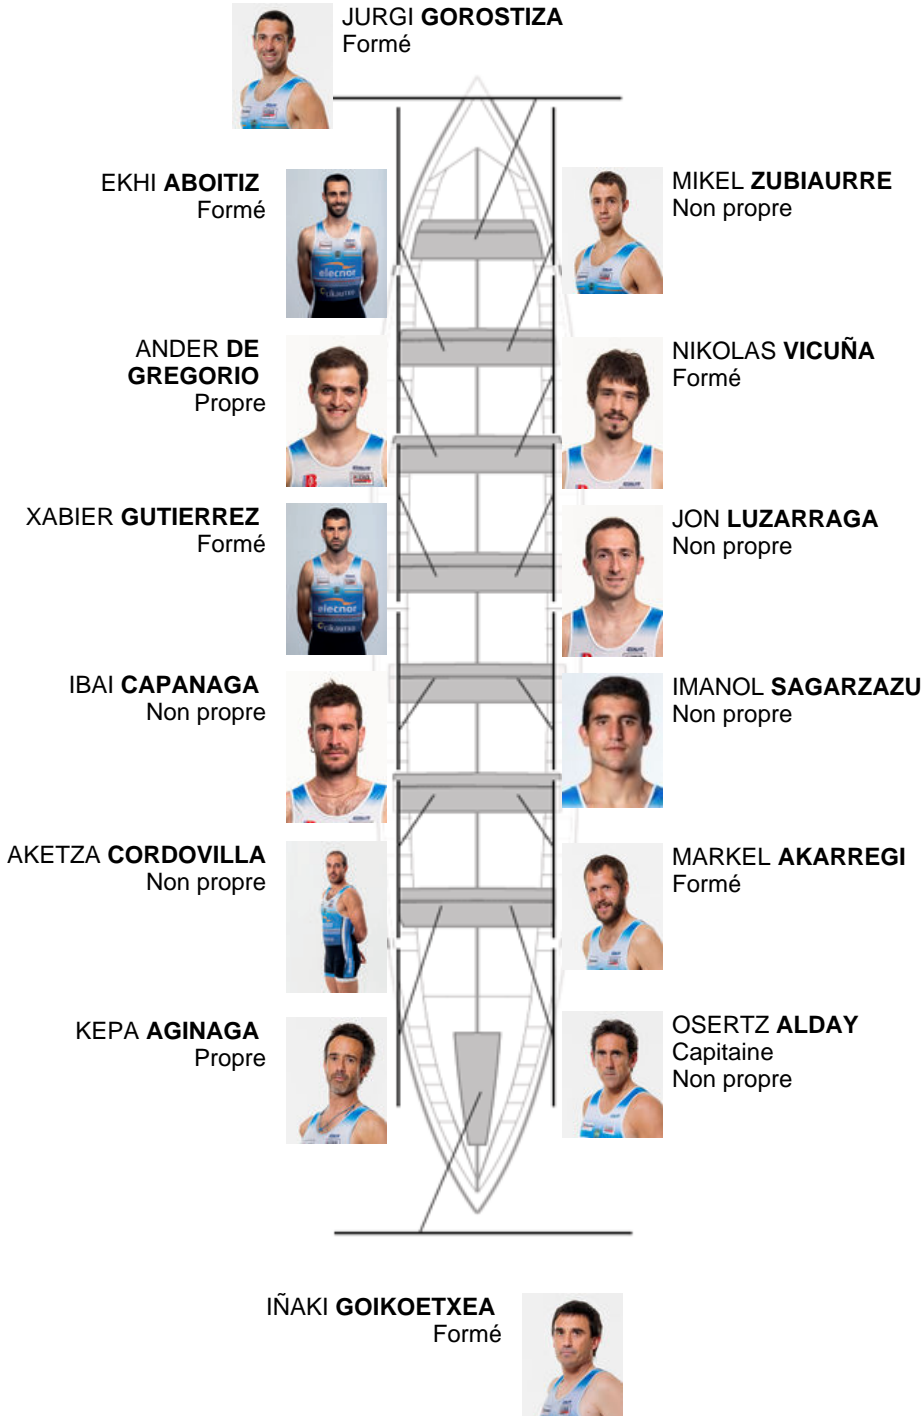 JURGI GOROSTIZA
Formé
EKHI ABOITIZ
Formé
MIKEL ZUBIAURRE
Non propre
ANDER DE
GREGORIO
Propre
NIKOLAS VICUÑA
Formé
XABIER GUTIERREZ
Formé
JON LUZARRAGA
Non propre
IBAI CAPANAGA
Non propre
IMANOL SAGARZAZU
Non propre
AKETZA CORDOVILLA
Non propre
MARKEL AKARREGI
Formé
KEPA AGINAGA
Propre
OSERTZ ALDAY
Capitaine
Non propre
IÑAKI GOIKOETXEA
Formé
elecnor
elecnor